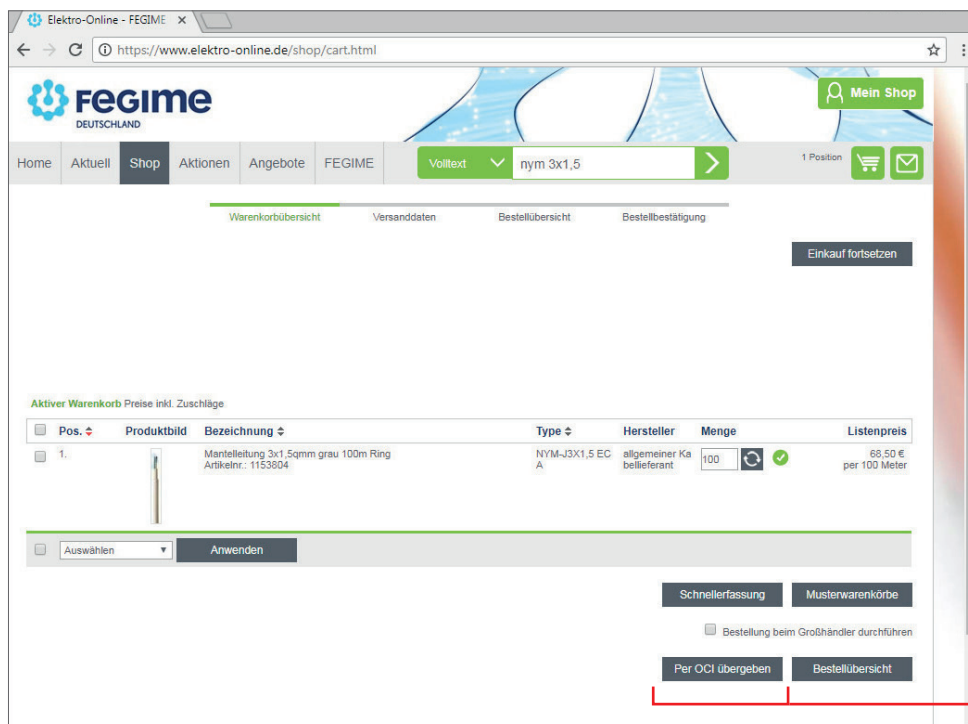 Elektro-Online - FEGIME
https://www.elektro-online.de/shop/cart.html
FEGIME
DEUTSCHLAND
Mein Shop
Home Aktuell Shop Aktionen Angebote FEGIME Volltext nym 3x1,5 1 Position
Warenkorbübersicht Versanddaten Bestellübersicht Bestellbestätigung
Einkauf fortsetzen
Aktiver Warenkorb Preise inkl. Zuschläge
Pos. Produktbild Bezeichnung Type Hersteller Menge Listenpreis
1. Mantelleitung 3x1,5qmm grau 100m Ring NYM-J3X1,5 EC allgemeiner Ka 100 68,50 €
Artikelnr.: 1153804 A bellieferant per 100 Meter
Auswählen Anwenden
Schnellerfassung Musterwarenkörbe
Bestellung beim Großhändler durchführen
Per OCI übergeben Bestellübersicht